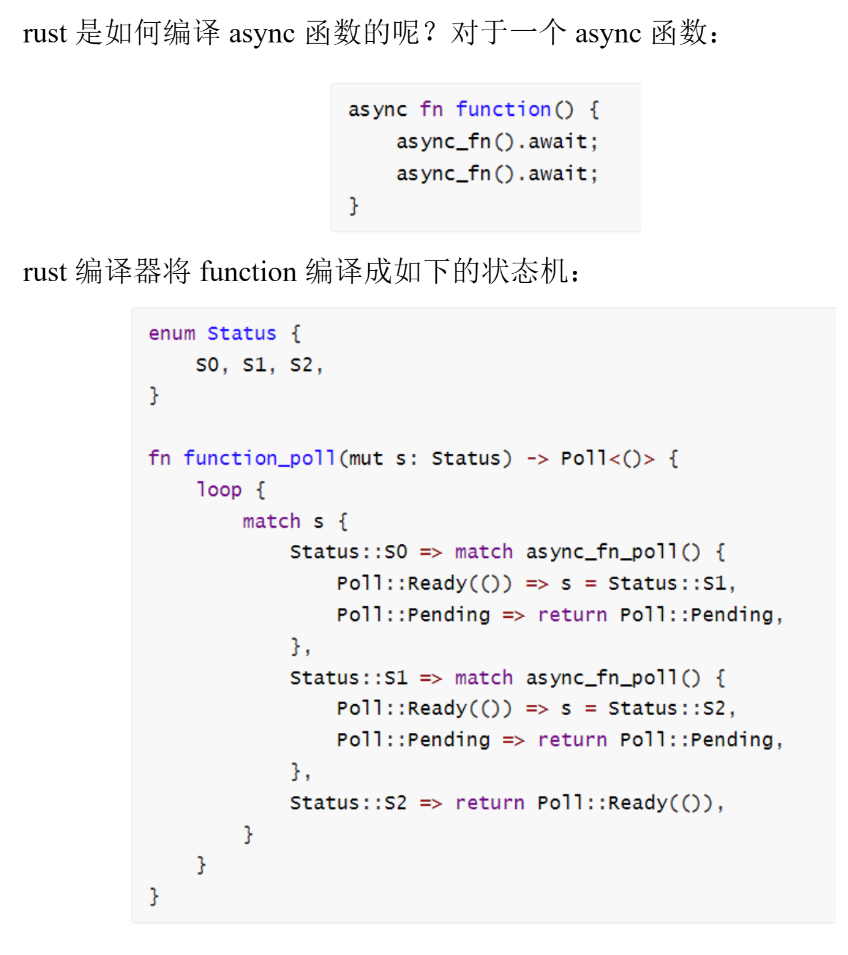 rust 是如何编译 async 函数的呢？对于一个 async 函数：
async fn function() {
    async_fn().await;
    async_fn().await;
}
rust 编译器将 function 编译成如下的状态机：
enum Status {
    S0, S1, S2,
}
fn function_poll(mut s: Status) -> Poll<()> {
    loop {
        match s {
            Status::S0 => match async_fn_poll() {
                Poll::Ready(()) => s = Status::S1,
                Poll::Pending => return Poll::Pending,
            },
            Status::S1 => match async_fn_poll() {
                Poll::Ready(()) => s = Status::S2,
                Poll::Pending => return Poll::Pending,
            },
            Status::S2 => return Poll::Ready(()),
        }
    }
}